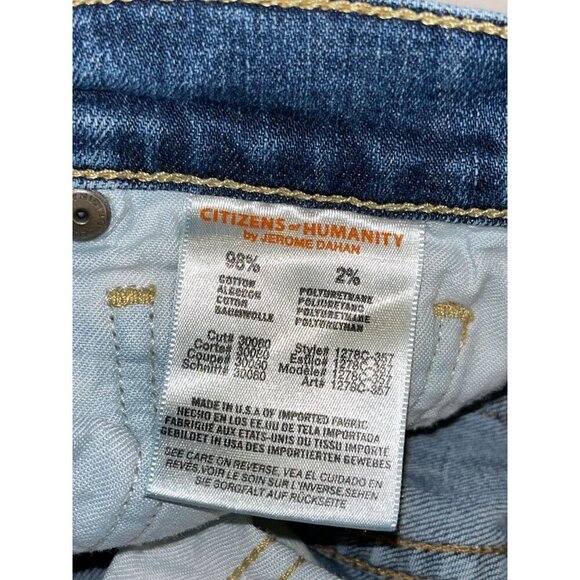 CITIZENS of HUMANITY
by JEROME DAHAN
98% 2%
COTTON POLYURETHANE
ALGODON POLIURETANO
COTON POLYURETHANE
BAUMWOLLE POLYURETHAN
Cut# 30060 Style# 1278C-357
Corte# 30060 Estilo# 1278C-357
Coupe# 30060 Modèle# 1278C-357
Schnitt# 30060 Art# 1278C-357
MADE IN U.S.A OF IMPORTED FABRIC
HECHO EN LOS EE.UU DE TELA IMPORTADA
FABRIQUE AUX ETATS-UNIS DU TISSU IMPORTÉ
GEBILDET IN USA DES IMPORTIERTEN GEWEBES
SEE CARE ON REVERSE, VEA EL CUIDADO EN
REVES, VOIR LE SOIN SUR L'INVERSE, SEHEN
SIE SORGFALT AUF RÜCKSEITE